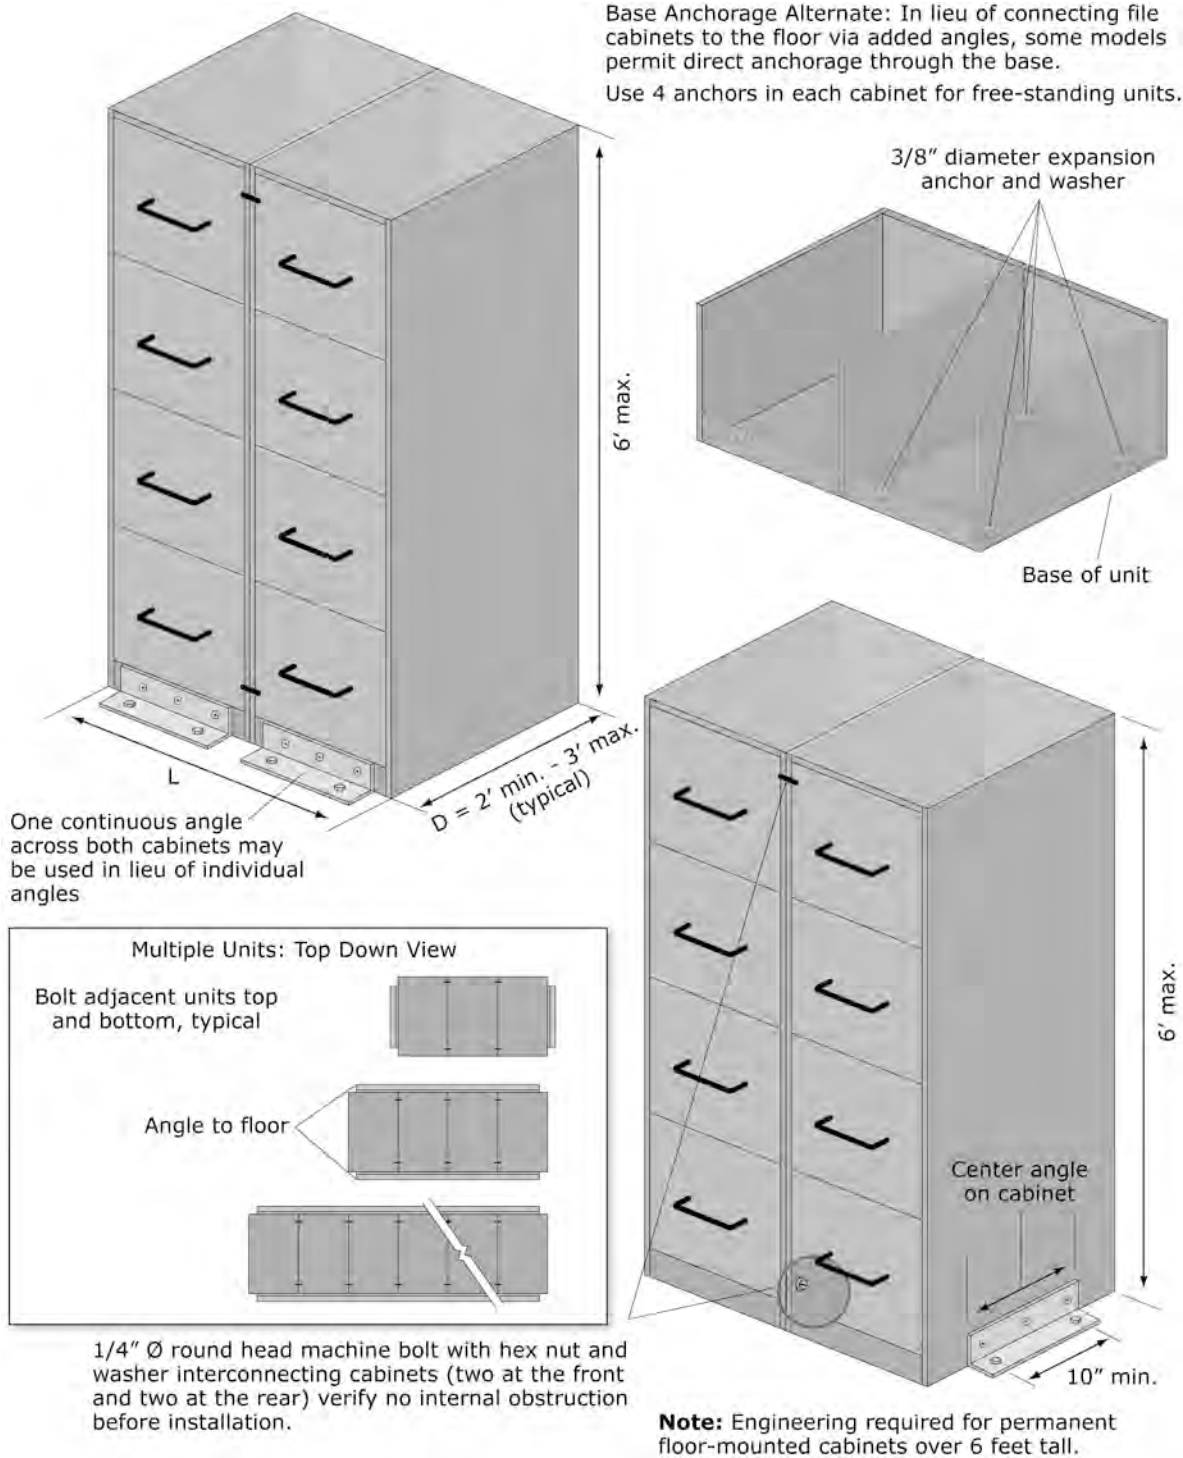 Base Anchorage Alternate: In lieu of connecting file
cabinets to the floor via added angles, some models
permit direct anchorage through the base.
Use 4 anchors in each cabinet for free-standing units.
3/8” diameter expansion
anchor and washer
6’ max.
Base of unit
D = 2’ min. - 3’ max.
(typical)
L
One continuous angle
across both cabinets may
be used in lieu of individual
angles
Multiple Units: Top Down View
Bolt adjacent units top
and bottom, typical
Angle to floor
6’ max.
Center angle
on cabinet
10” min.
1/4” Ø round head machine bolt with hex nut and
washer interconnecting cabinets (two at the front
and two at the rear) verify no internal obstruction
before installation.
Note: Engineering required for permanent
floor-mounted cabinets over 6 feet tall.